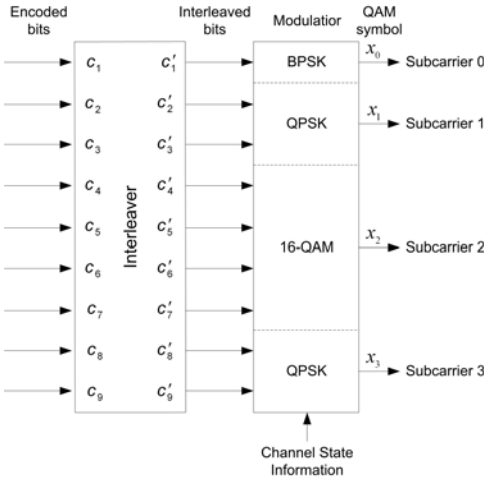 Encoded
bits
Interleaved
bits
Modulatior
QAM
symbol
c1 c′1 BPSK x0 Subcarrier 0
c2 c′2
QPSK x1 Subcarrier 1
c3 c′3
c4 c′4
c5 c′5
Interleaver
16-QAM x2 Subcarrier 2
c6 c′6
c7 c′7
c8 c′8
QPSK x3 Subcarrier 3
c9 c′9
Channel State
Information